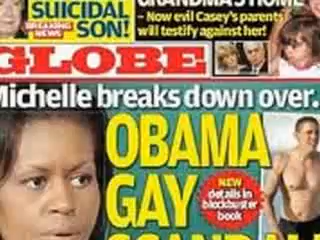 SUICIDAL
SON!
BREAKING
NEWS
GRANDMA'S HOME
- Now evil Casey's parents
will testify against her!
GLOBE
Michelle breaks down over.
OBAMA
GAY
NEW
details in
blockbuster
book
SCANDAL!